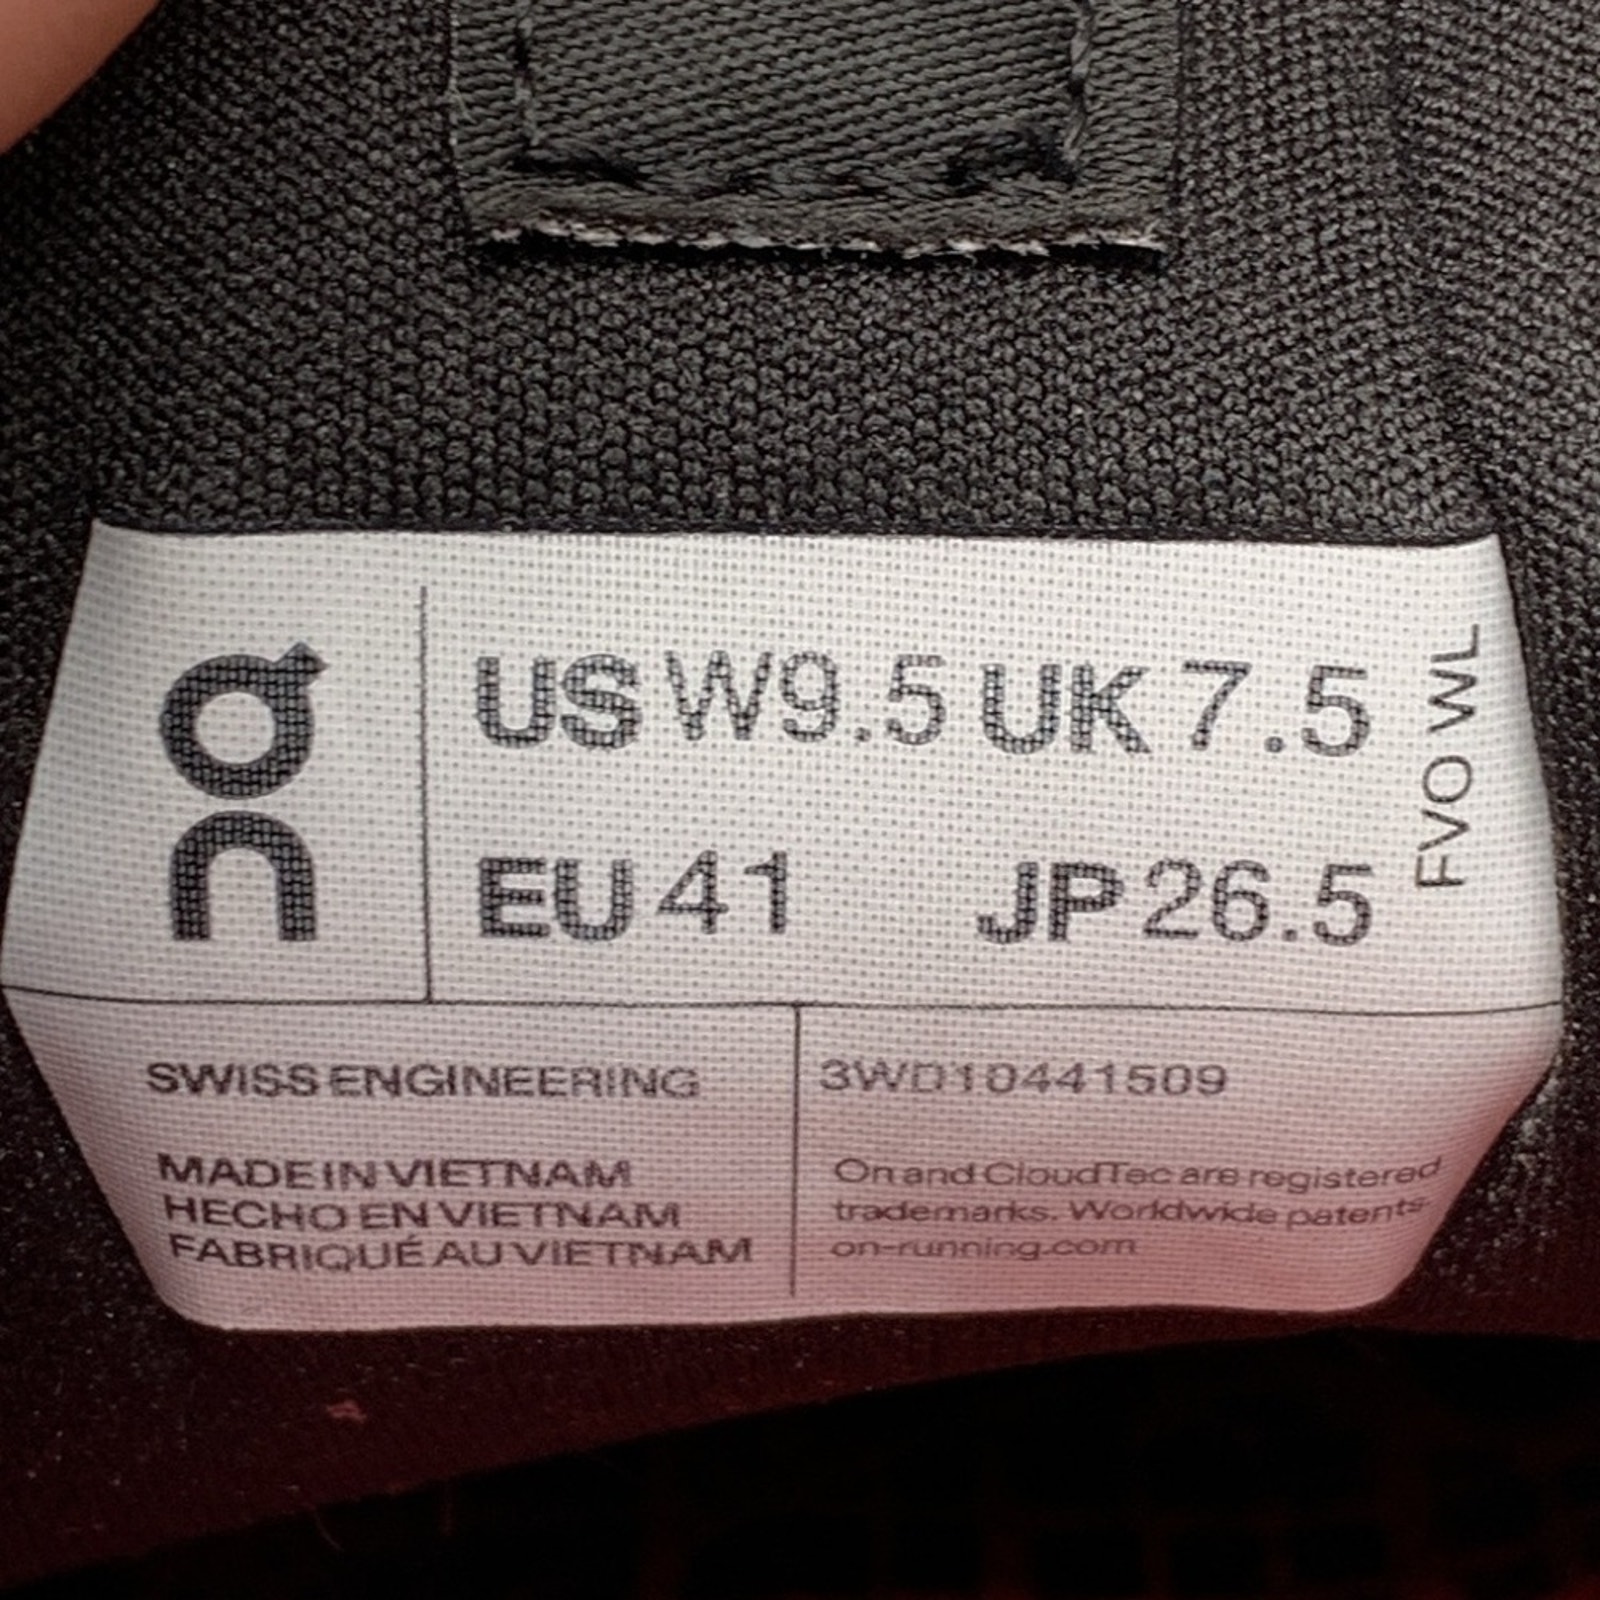 on
US W9.5 UK 7.5
EU 41 JP 26.5
FVO WL
SWISS ENGINEERING
MADE IN VIETNAM
HECHO EN VIETNAM
FABRIQUÉ AU VIETNAM
3WD10441509
On and CloudTec are registered
trademarks. Worldwide patents-
on-running.com